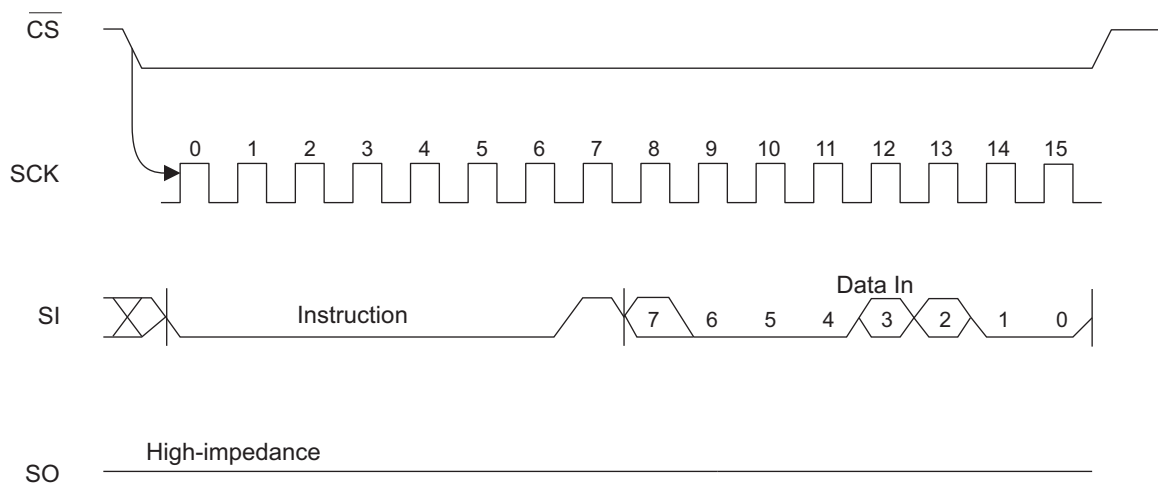 CS
SCK
0 1 2 3 4 5 6 7 8 9 10 11 12 13 14 15
SI
Instruction
Data In
7 6 5 4 3 2 1 0
High-impedance
SO